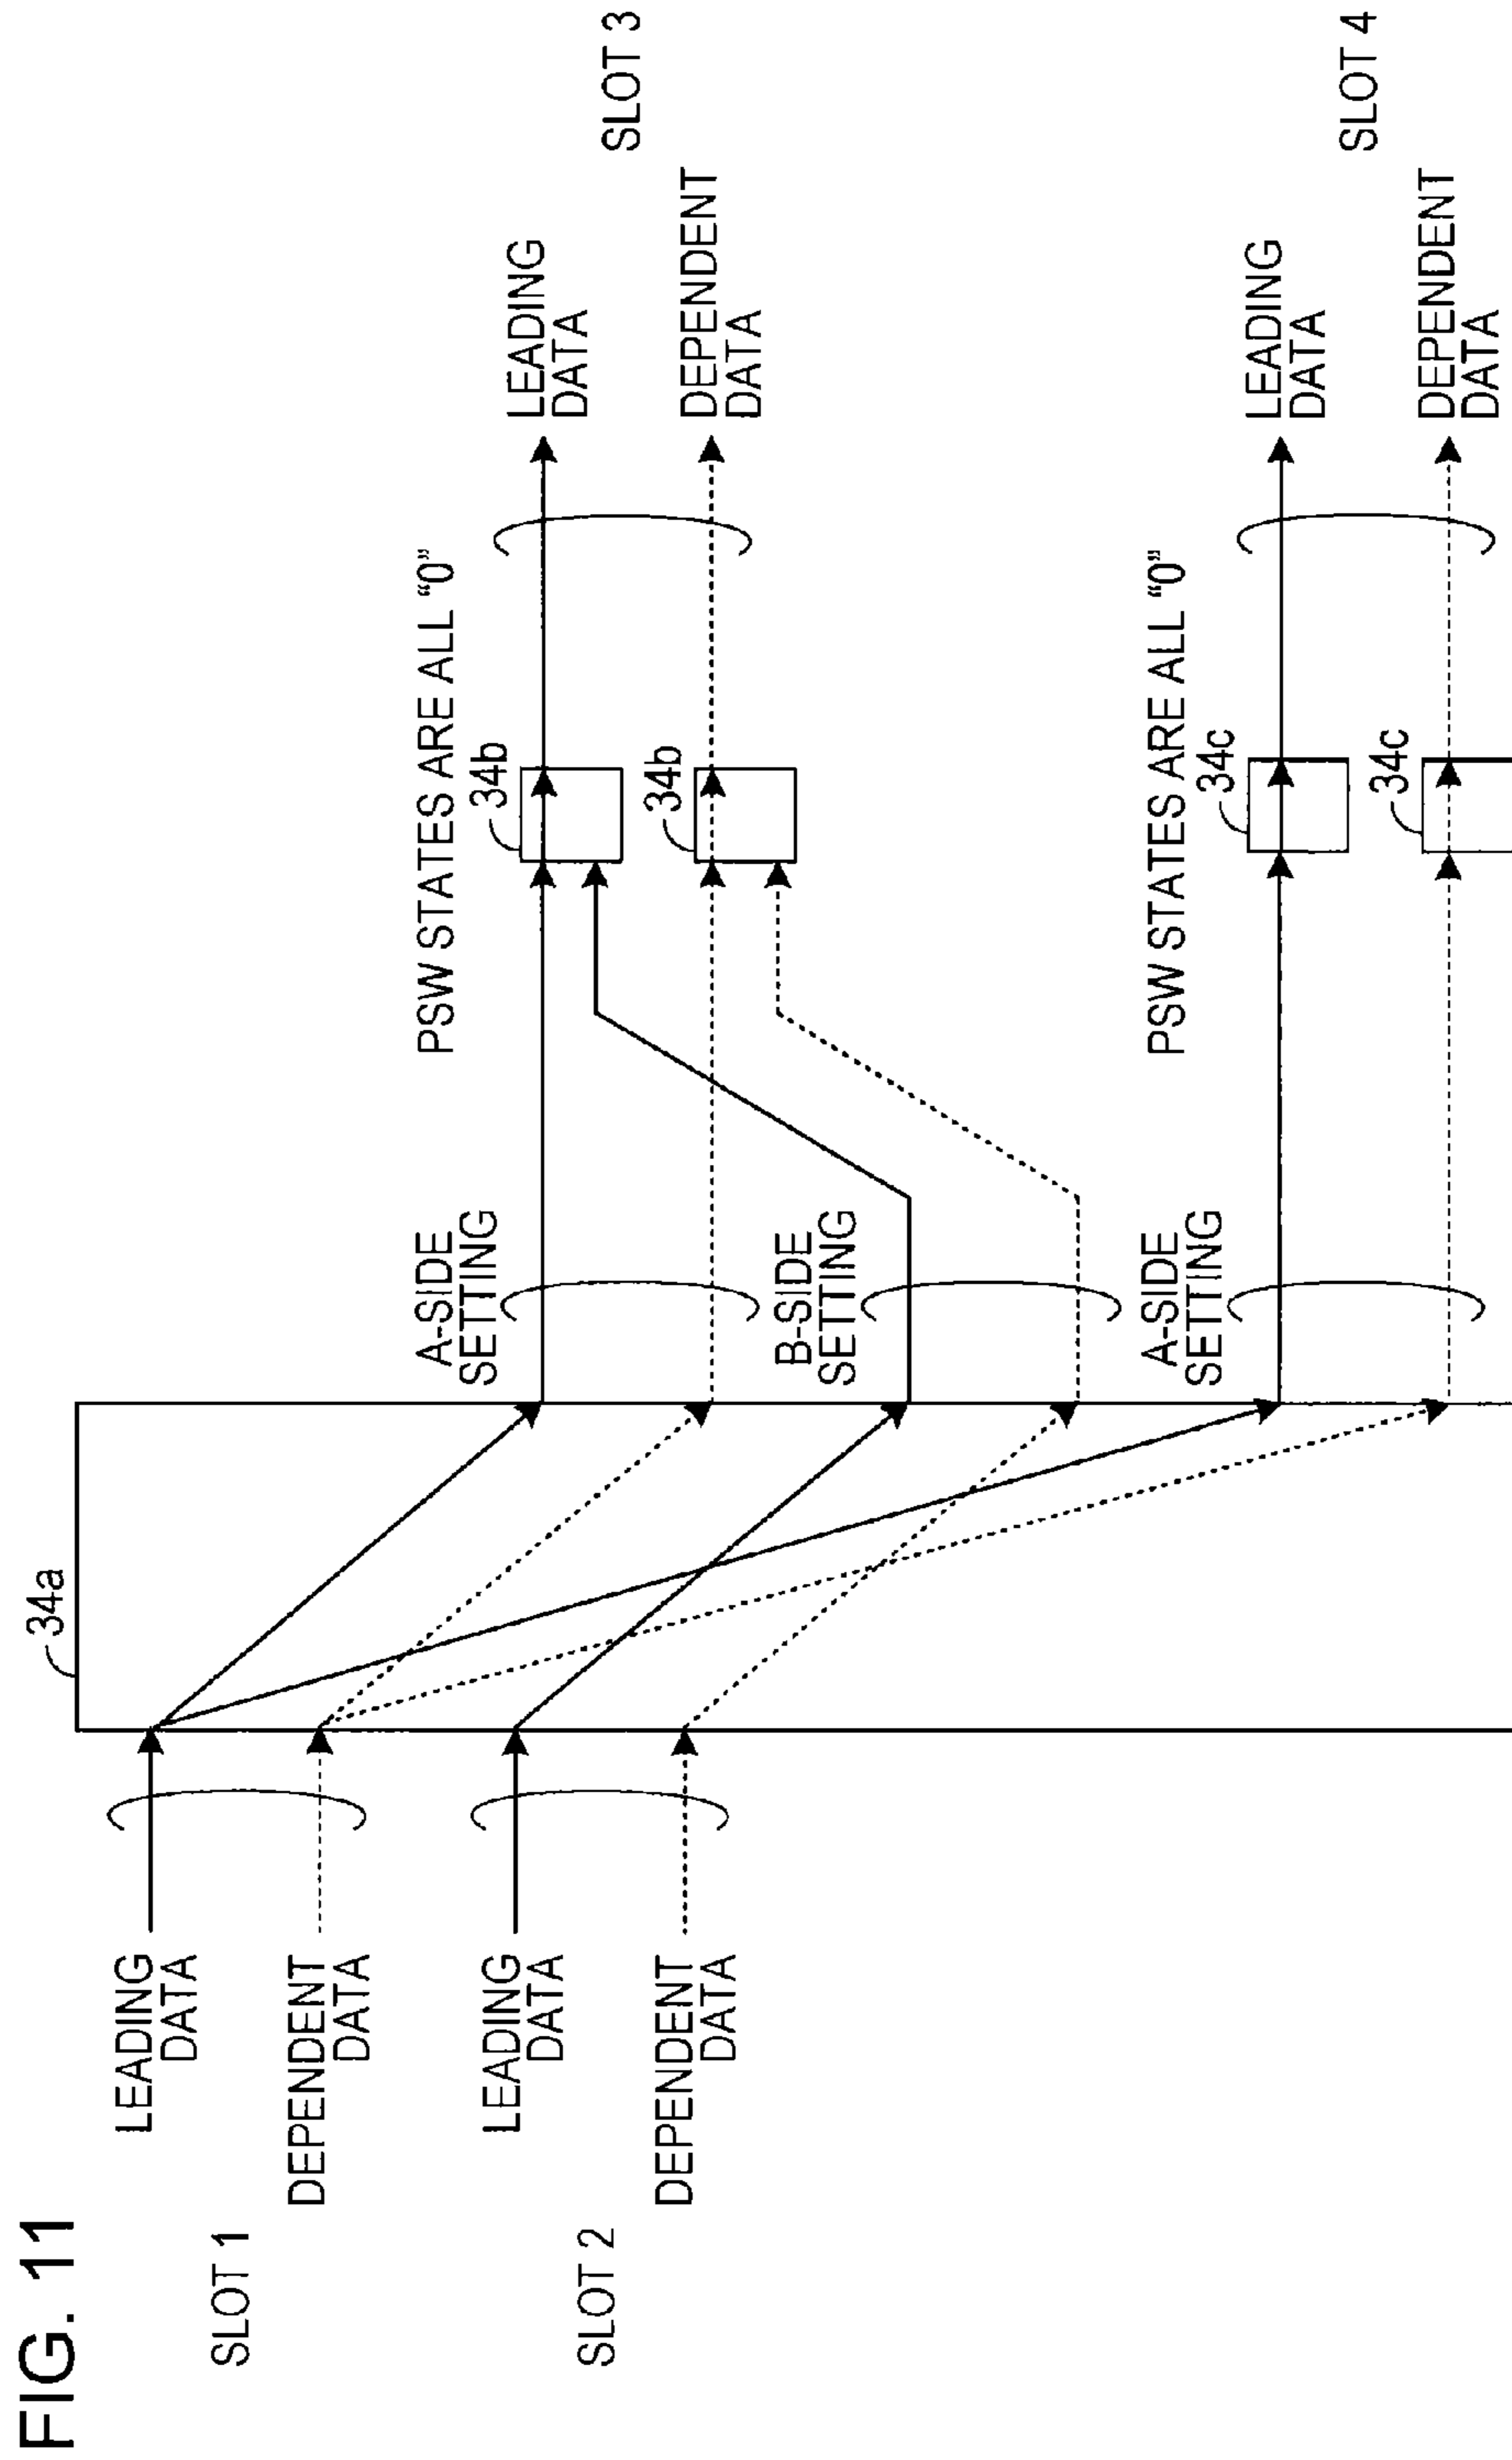 FIG. 11
34a
SLOT 1
LEADING
DATA
DEPENDENT
DATA
SLOT 2
LEADING
DATA
DEPENDENT
DATA
A-SIDE
SETTING
PSW STATES ARE ALL “0”
34b
34b
LEADING
DATA
DEPENDENT
DATA
SLOT 3
B-SIDE
SETTING
A-SIDE
SETTING
PSW STATES ARE ALL “0”
34c
34c
LEADING
DATA
DEPENDENT
DATA
SLOT 4